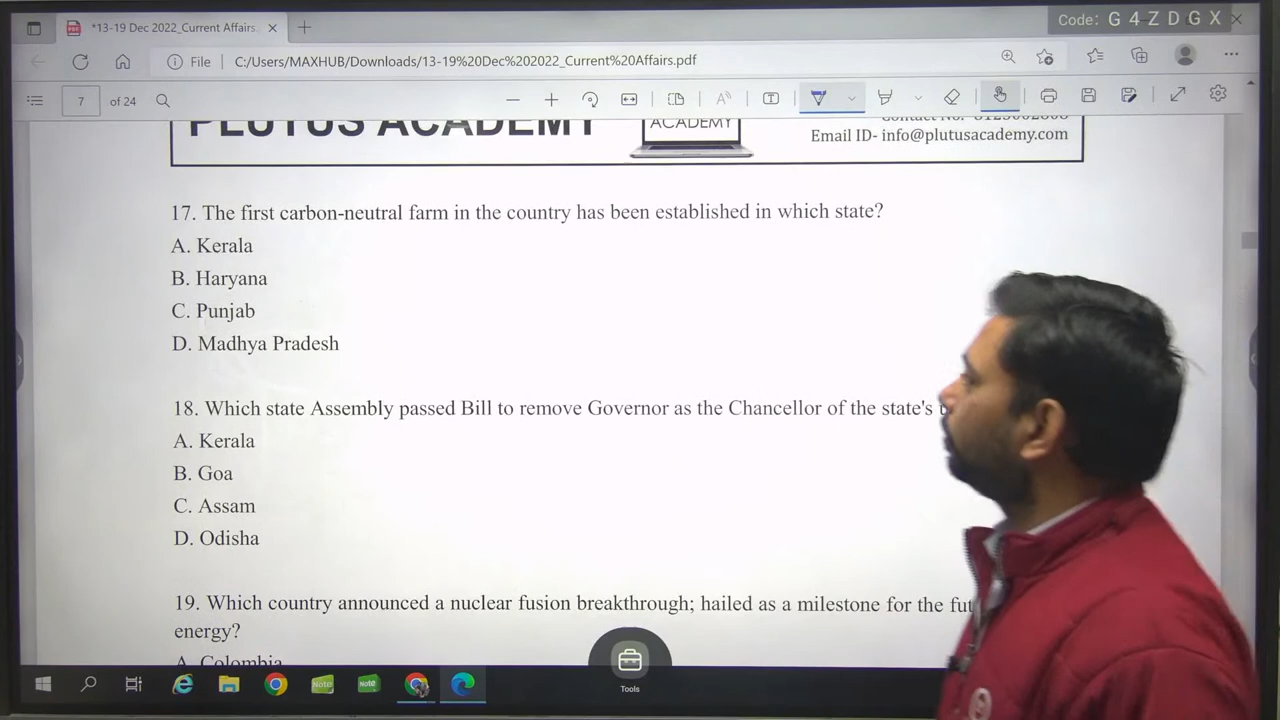 Code: G 4 Z D G X
*13-19 Dec 2022_Current Affairs.
File C:/Users/MAXHUB/Downloads/13-19%20Dec%202022_Current%20Affairs.pdf
7 of 24
PLUTUS ACADEMY
ACADEMY
Email ID- info@plutusacademy.com
17. The first carbon-neutral farm in the country has been established in which state?
A. Kerala
B. Haryana
C. Punjab
D. Madhya Pradesh
18. Which state Assembly passed Bill to remove Governor as the Chancellor of the state's
A. Kerala
B. Goa
C. Assam
D. Odisha
19. Which country announced a nuclear fusion breakthrough; hailed as a milestone for the
energy?
A. Colombia
Note
Note
Tools